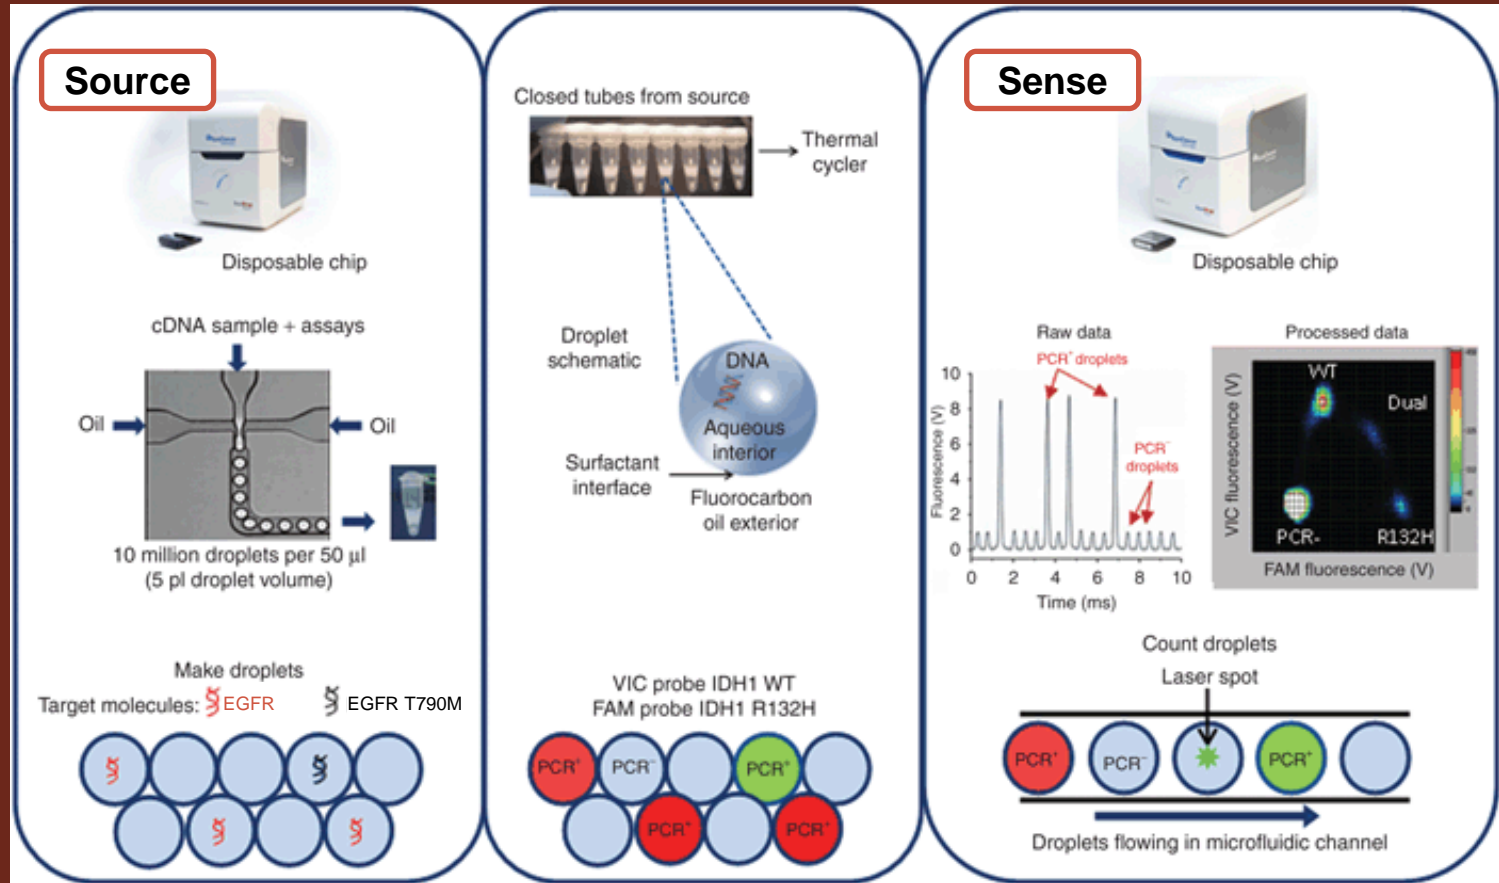 Source
Disposable chip
cDNA sample + assays
Oil
Oil
10 million droplets per 50 µl
(5 pl droplet volume)
Make droplets
Target molecules: EGFR EGFR T790M
Closed tubes from source
Thermal
cycler
Droplet
schematic
DNA
Aqueous
interior
Surfactant
interface
Fluorocarbon
oil exterior
VIC probe IDH1 WT
FAM probe IDH1 R132H
PCR⁺ PCR⁻ PCR⁺
PCR⁺ PCR⁺
Sense
Disposable chip
Raw data
PCR⁺ droplets
PCR⁻
droplets
Fluorescence (V)
10
8
6
4
2
0
0 2 4 6 8 10
Time (ms)
Processed data
VIC fluorescence (V)
WT
Dual
PCR-
R132H
FAM fluorescence (V)
Count droplets
Laser spot
PCR⁺ PCR⁻ PCR⁺
Droplets flowing in microfluidic channel